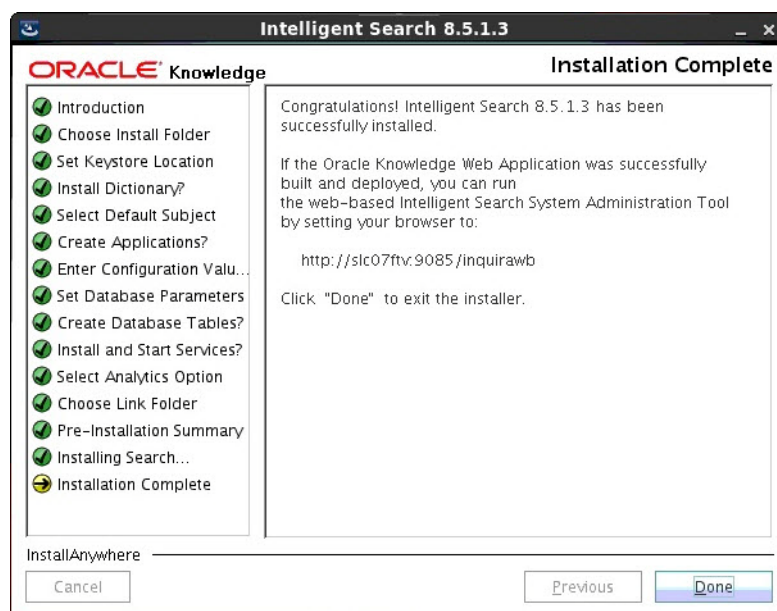 Intelligent Search 8.5.1.3
ORACLE Knowledge
Installation Complete
Introduction
Choose Install Folder
Set Keystore Location
Install Dictionary?
Select Default Subject
Create Applications?
Enter Configuration Valu...
Set Database Parameters
Create Database Tables?
Install and Start Services?
Select Analytics Option
Choose Link Folder
Pre-Installation Summary
Installing Search...
Installation Complete
Congratulations! Intelligent Search 8.5.1.3 has been
successfully installed.
If the Oracle Knowledge Web Application was successfully
built and deployed, you can run
the web-based Intelligent Search System Administration Tool
by setting your browser to:
http://slc07ftv:9085/inquirawb
Click "Done" to exit the installer.
InstallAnywhere
Cancel
Previous
Done